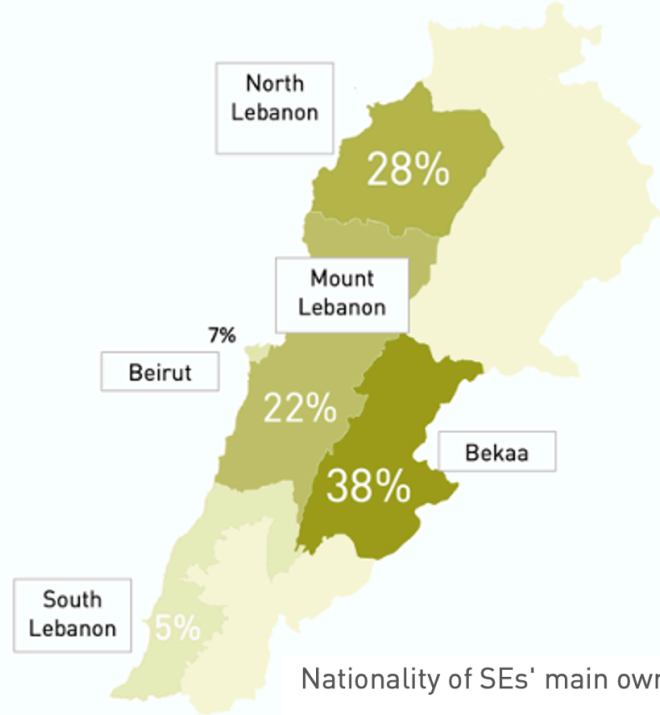 North
Lebanon
28%
Mount
Lebanon
7%
Beirut
22%
Bekaa
38%
South
Lebanon
5%
Nationality of SEs' main